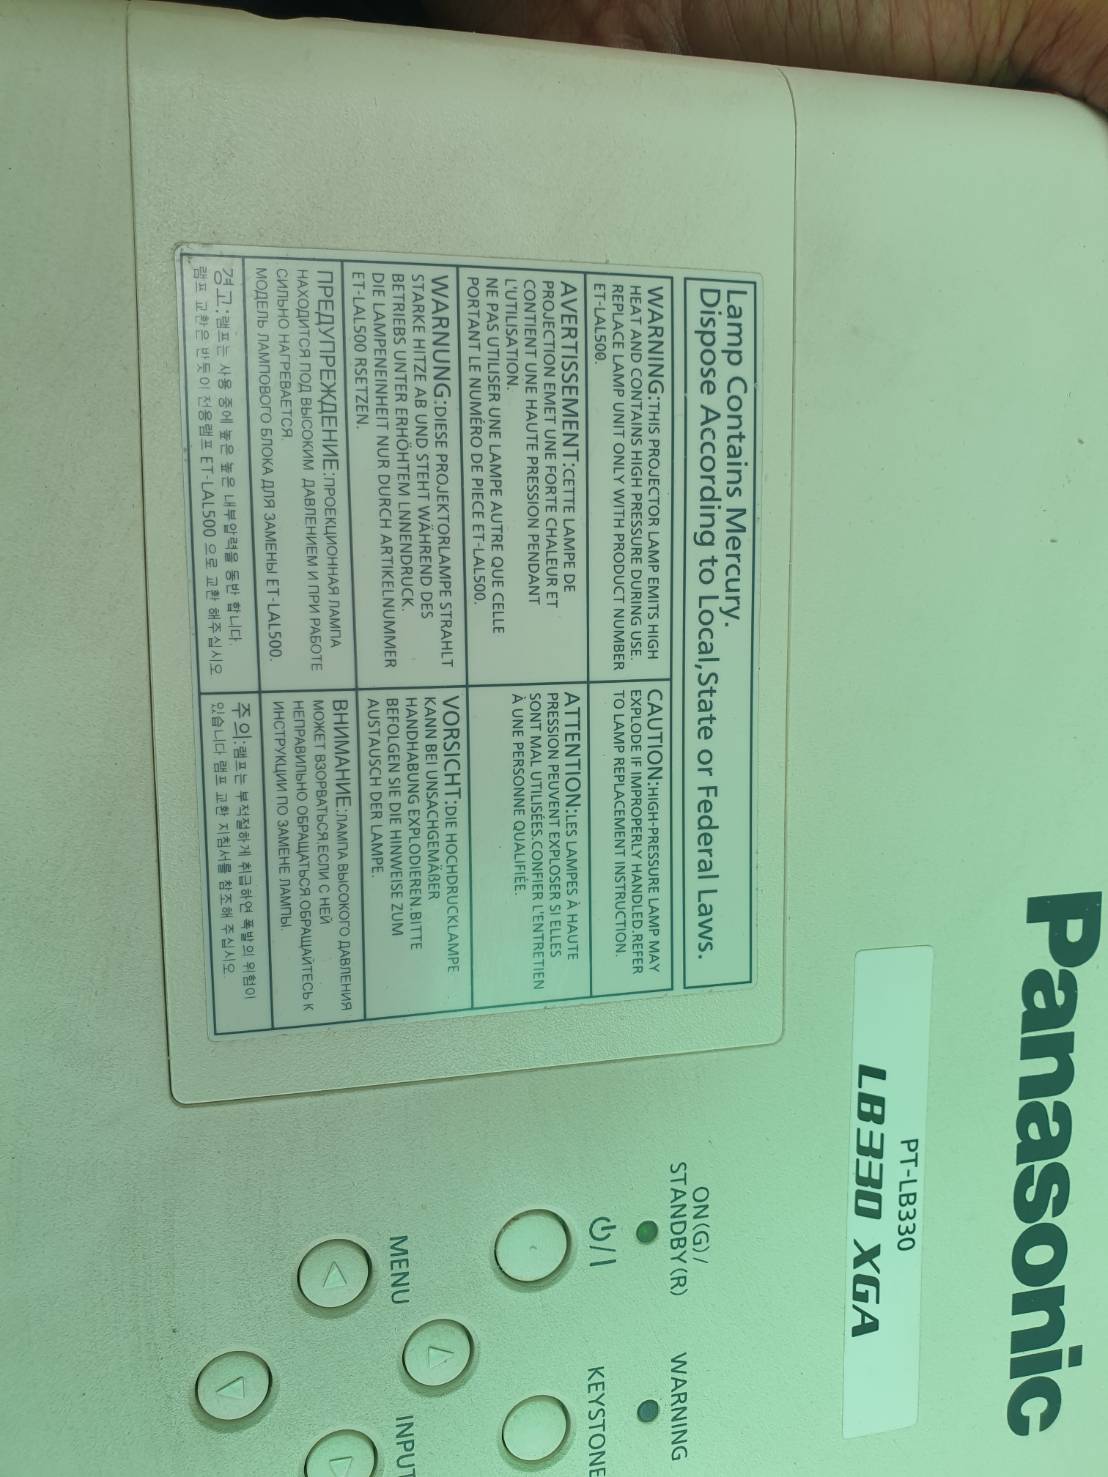 Lamp Contains Mercury.
Dispose According to Local,State or Federal Laws.
WARNING:THIS PROJECTOR LAMP EMITS HIGH
HEAT AND CONTAINS HIGH PRESSURE DURING USE.
REPLACE LAMP UNIT ONLY WITH PRODUCT NUMBER
ET-LAL500.
CAUTION:HIGH-PRESSURE LAMP MAY
EXPLODE IF IMPROPERLY HANDLED.REFER
TO LAMP REPLACEMENT INSTRUCTION.
AVERTISSEMENT:CETTE LAMPE DE
PROJECTION EMET UNE FORTE CHALEUR ET
CONTIENT UNE HAUTE PRESSION PENDANT
L'UTILISATION.
NE PAS UTILISER UNE LAMPE AUTRE QUE CELLE
PORTANT LE NUMÉRO DE PIECE ET-LAL500.
ATTENTION:LES LAMPES À HAUTE
PRESSION PEUVENT EXPLOSER SI ELLES
SONT MAL UTILISÉES.CONFIER L'ENTRETIEN
À UNE PERSONNE QUALIFIÉE.
WARNUNG:DIESE PROJEKTORLAMPE STRAHLT
STARKE HITZE AB UND STEHT WÄHREND DES
BETRIEBS UNTER ERHÖHTEM LNNENDRUCK.
DIE LAMPENEINHEIT NUR DURCH ARTIKELNUMMER
ET-LAL500 RSETZEN.
VORSICHT:DIE HOCHDRUCKLAMPE
KANN BEI UNSACHGEMÄßER
HANDHABUNG EXPLODIEREN.BITTE
BEFOLGEN SIE DIE HINWEISE ZUM
AUSTAUSCH DER LAMPE.
ПРЕДУПРЕЖДЕНИЕ:ПРОЕКЦИОННАЯ ЛАМПА
НАХОДИТСЯ ПОД ВЫСОКИМ ДАВЛЕНИЕМ И ПРИ РАБОТЕ
СИЛЬНО НАГРЕВАЕТСЯ.
МОДЕЛЬ ЛАМПОВОГО БЛОКА ДЛЯ ЗАМЕНЫ ET-LAL500.
ВНИМАНИЕ:ЛАМПА ВЫСОКОГО ДАВЛЕНИЯ
МОЖЕТ ВЗОРВАТЬСЯ,ЕСЛИ С НЕЙ
НЕПРАВИЛЬНО ОБРАЩАТЬСЯ.ОБРАЩАЙТЕСЬ К
ИНСТРУКЦИИ ПО ЗАМЕНЕ ЛАМПЫ.
경고:램프는 사용 중에 높은 높은 내부압력을 동반 합니다.
램프 교환은 반듯이 전용램프 ET-LAL500 으로 교환 해주십시오
주의:램프는 부적절하게 취급하연 폭발의 위험이
있습니다 램프 교환 지침서를 참조해 주십시오.
Panasonic
PT-LB330
LB330 XGA
ON(G)/
STANDBY(R)
WARNING
KEYSTONE
MENU
INPUT